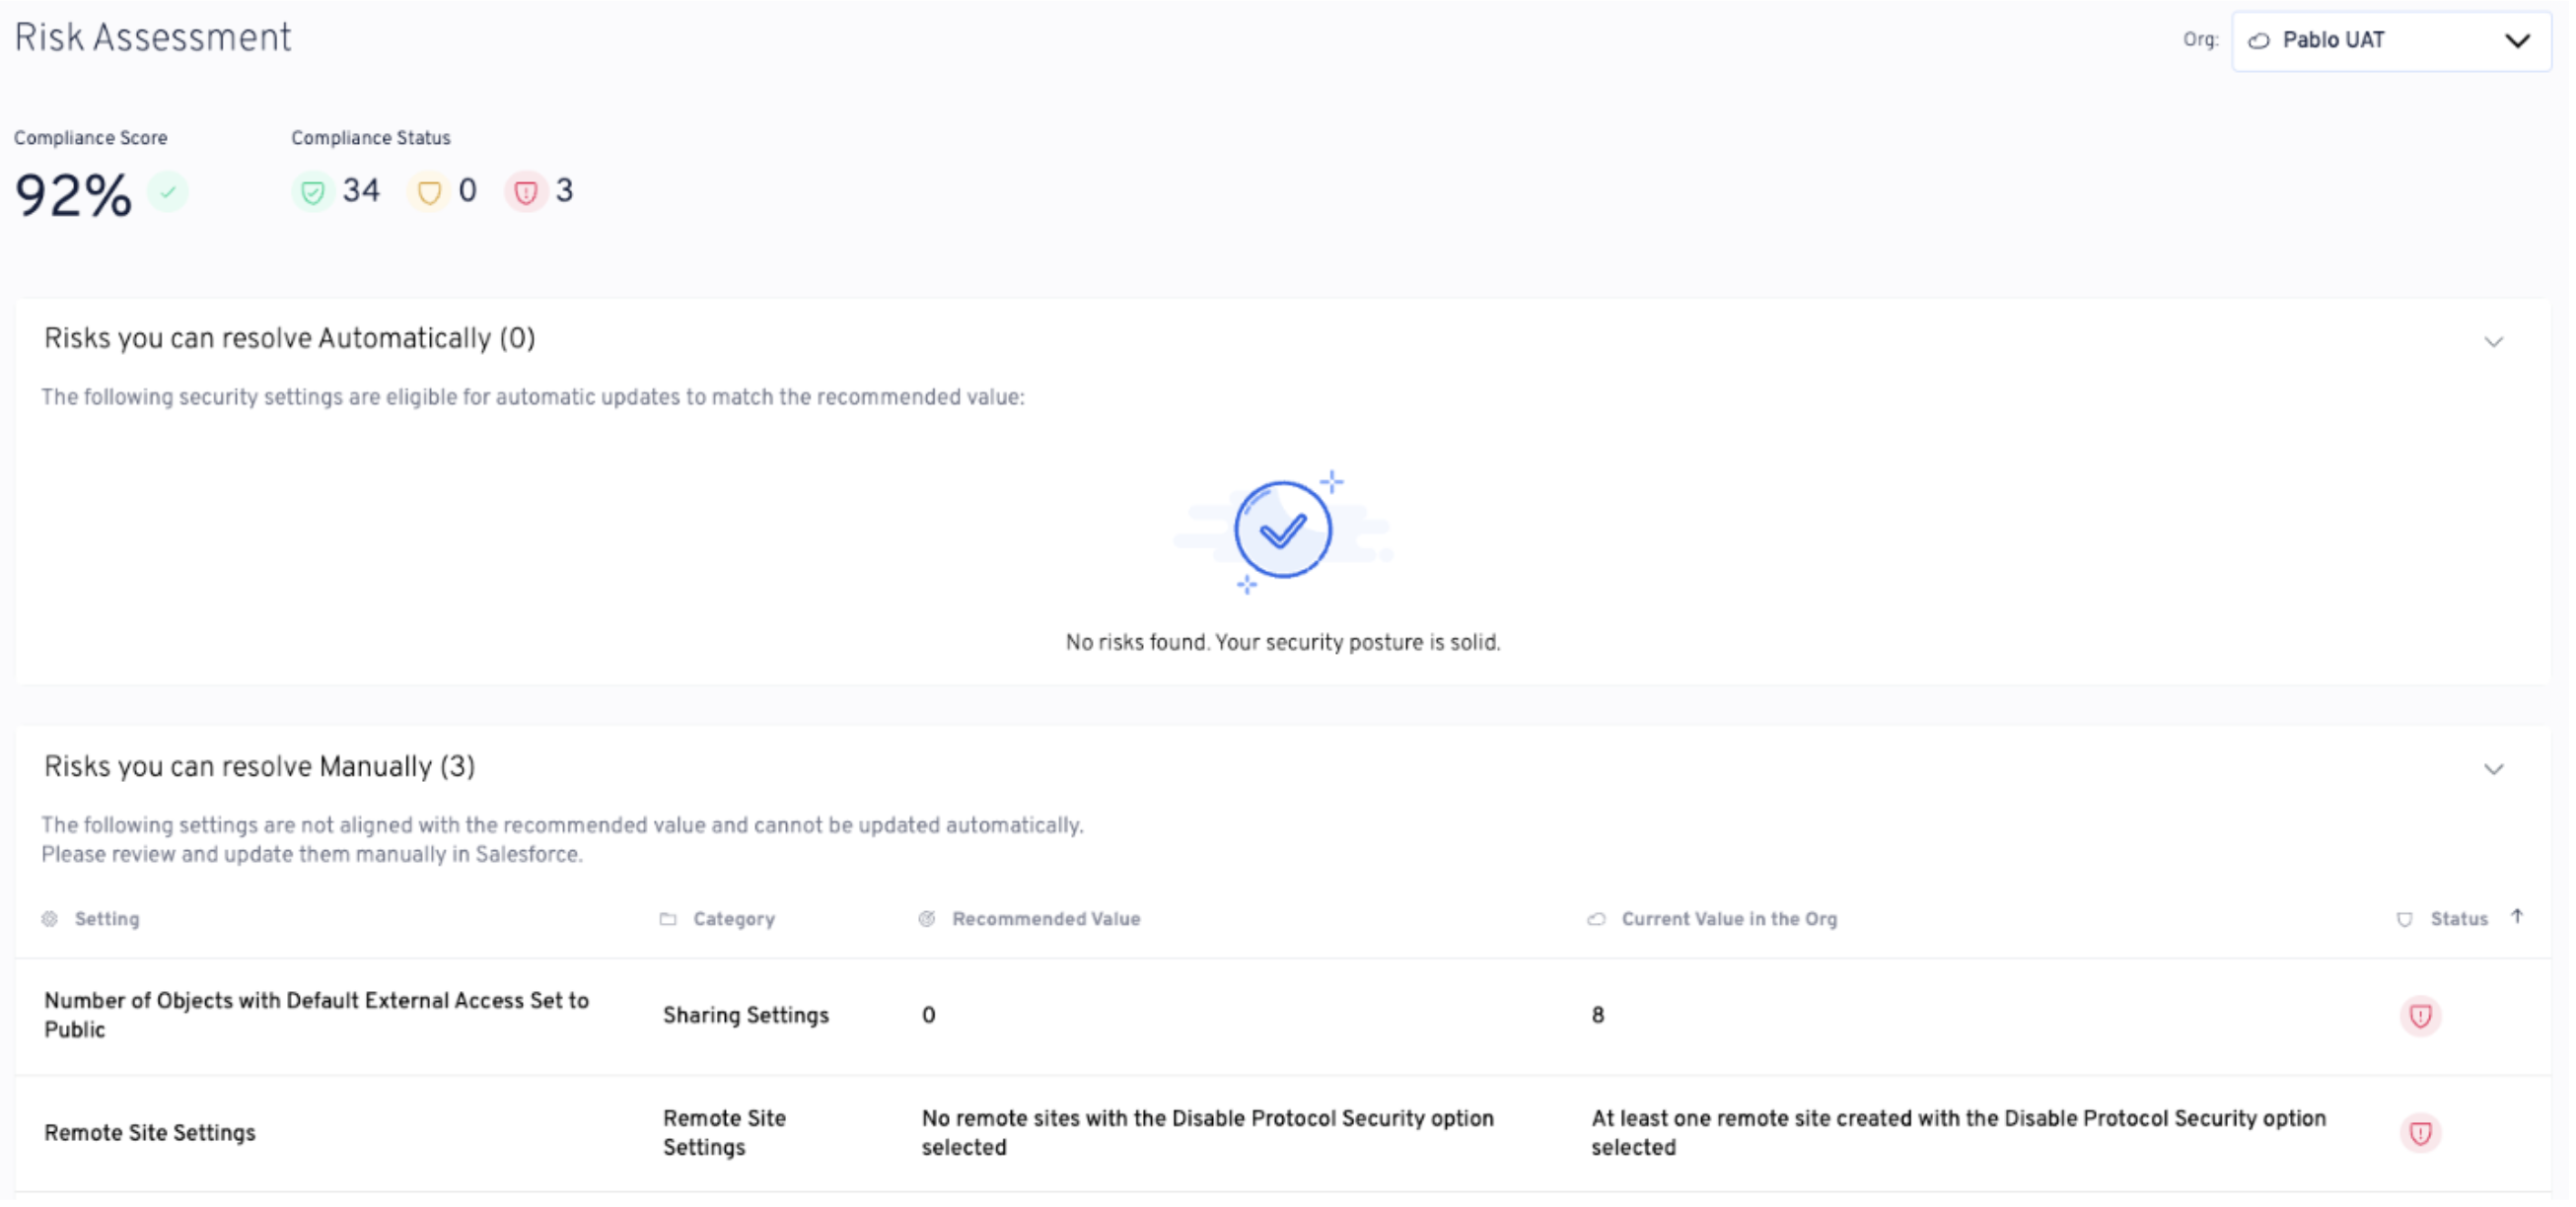 Risk Assessment
Org: Pablo UAT
Compliance Score
Compliance Status
92%
34 0 3
Risks you can resolve Automatically (0)
The following security settings are eligible for automatic updates to match the recommended value:
No risks found. Your security posture is solid.
Risks you can resolve Manually (3)
The following settings are not aligned with the recommended value and cannot be updated automatically.
Please review and update them manually in Salesforce.
Setting Category Recommended Value Current Value in the Org Status
Number of Objects with Default External Access Set to
Public
Sharing Settings
0
8
Remote Site Settings
Remote Site
Settings
No remote sites with the Disable Protocol Security option
selected
At least one remote site created with the Disable Protocol Security option
selected